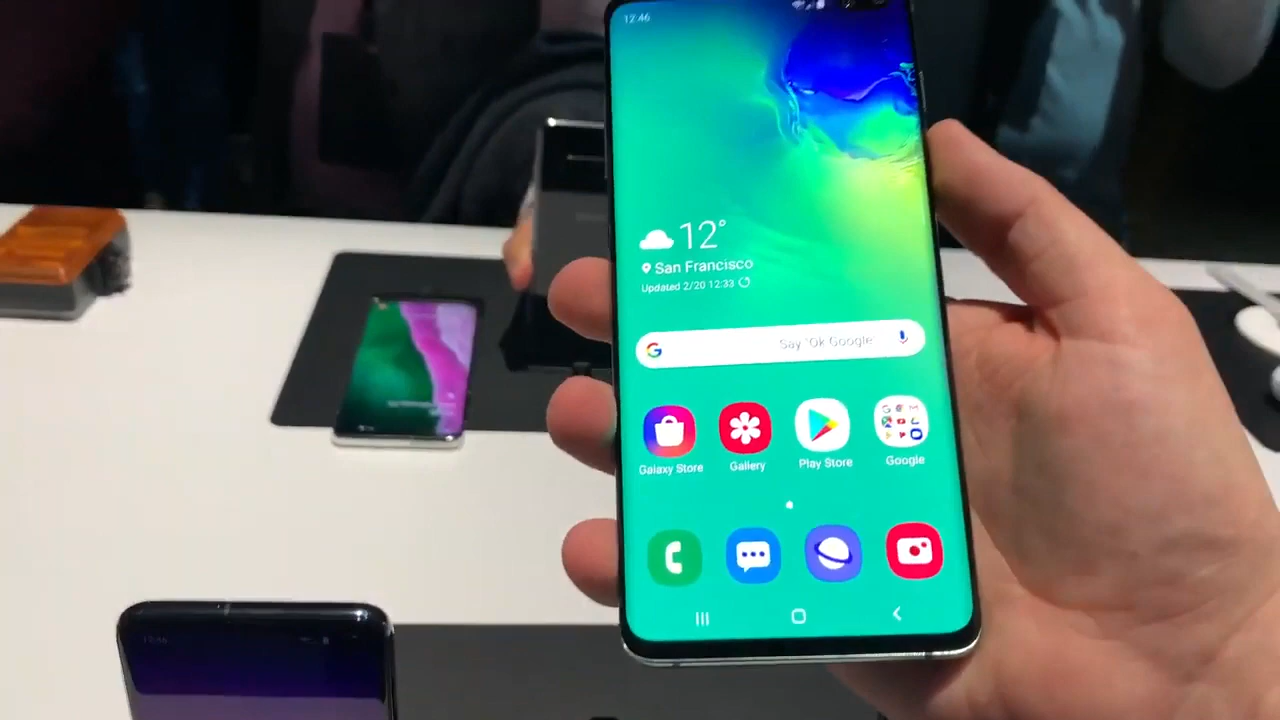 12:46
12°
San Francisco
Updated 2/20 12:33
Say "Ok Google"
Galaxy Store
Gallery
Play Store
Google